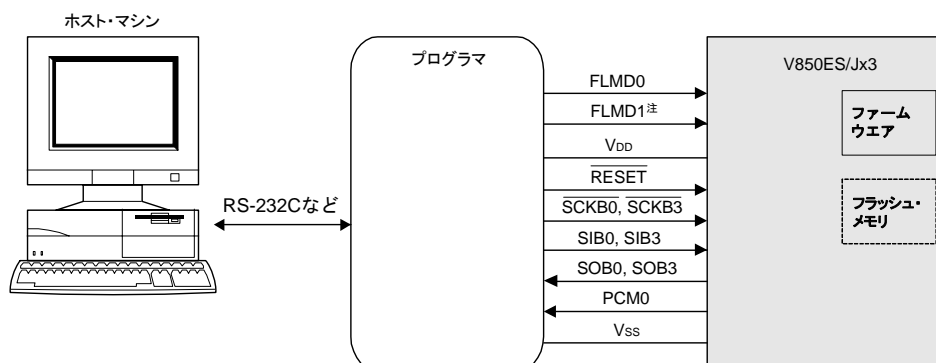 ホスト・マシン
プログラマ
V850ES/Jx3
FLMD0
FLMD1注
VDD
RESET
SCKB0, SCKB3
SIB0, SIB3
SOB0, SOB3
PCM0
VSS
RS-232Cなど
ファーム
ウエア
フラッシュ・
メモリ